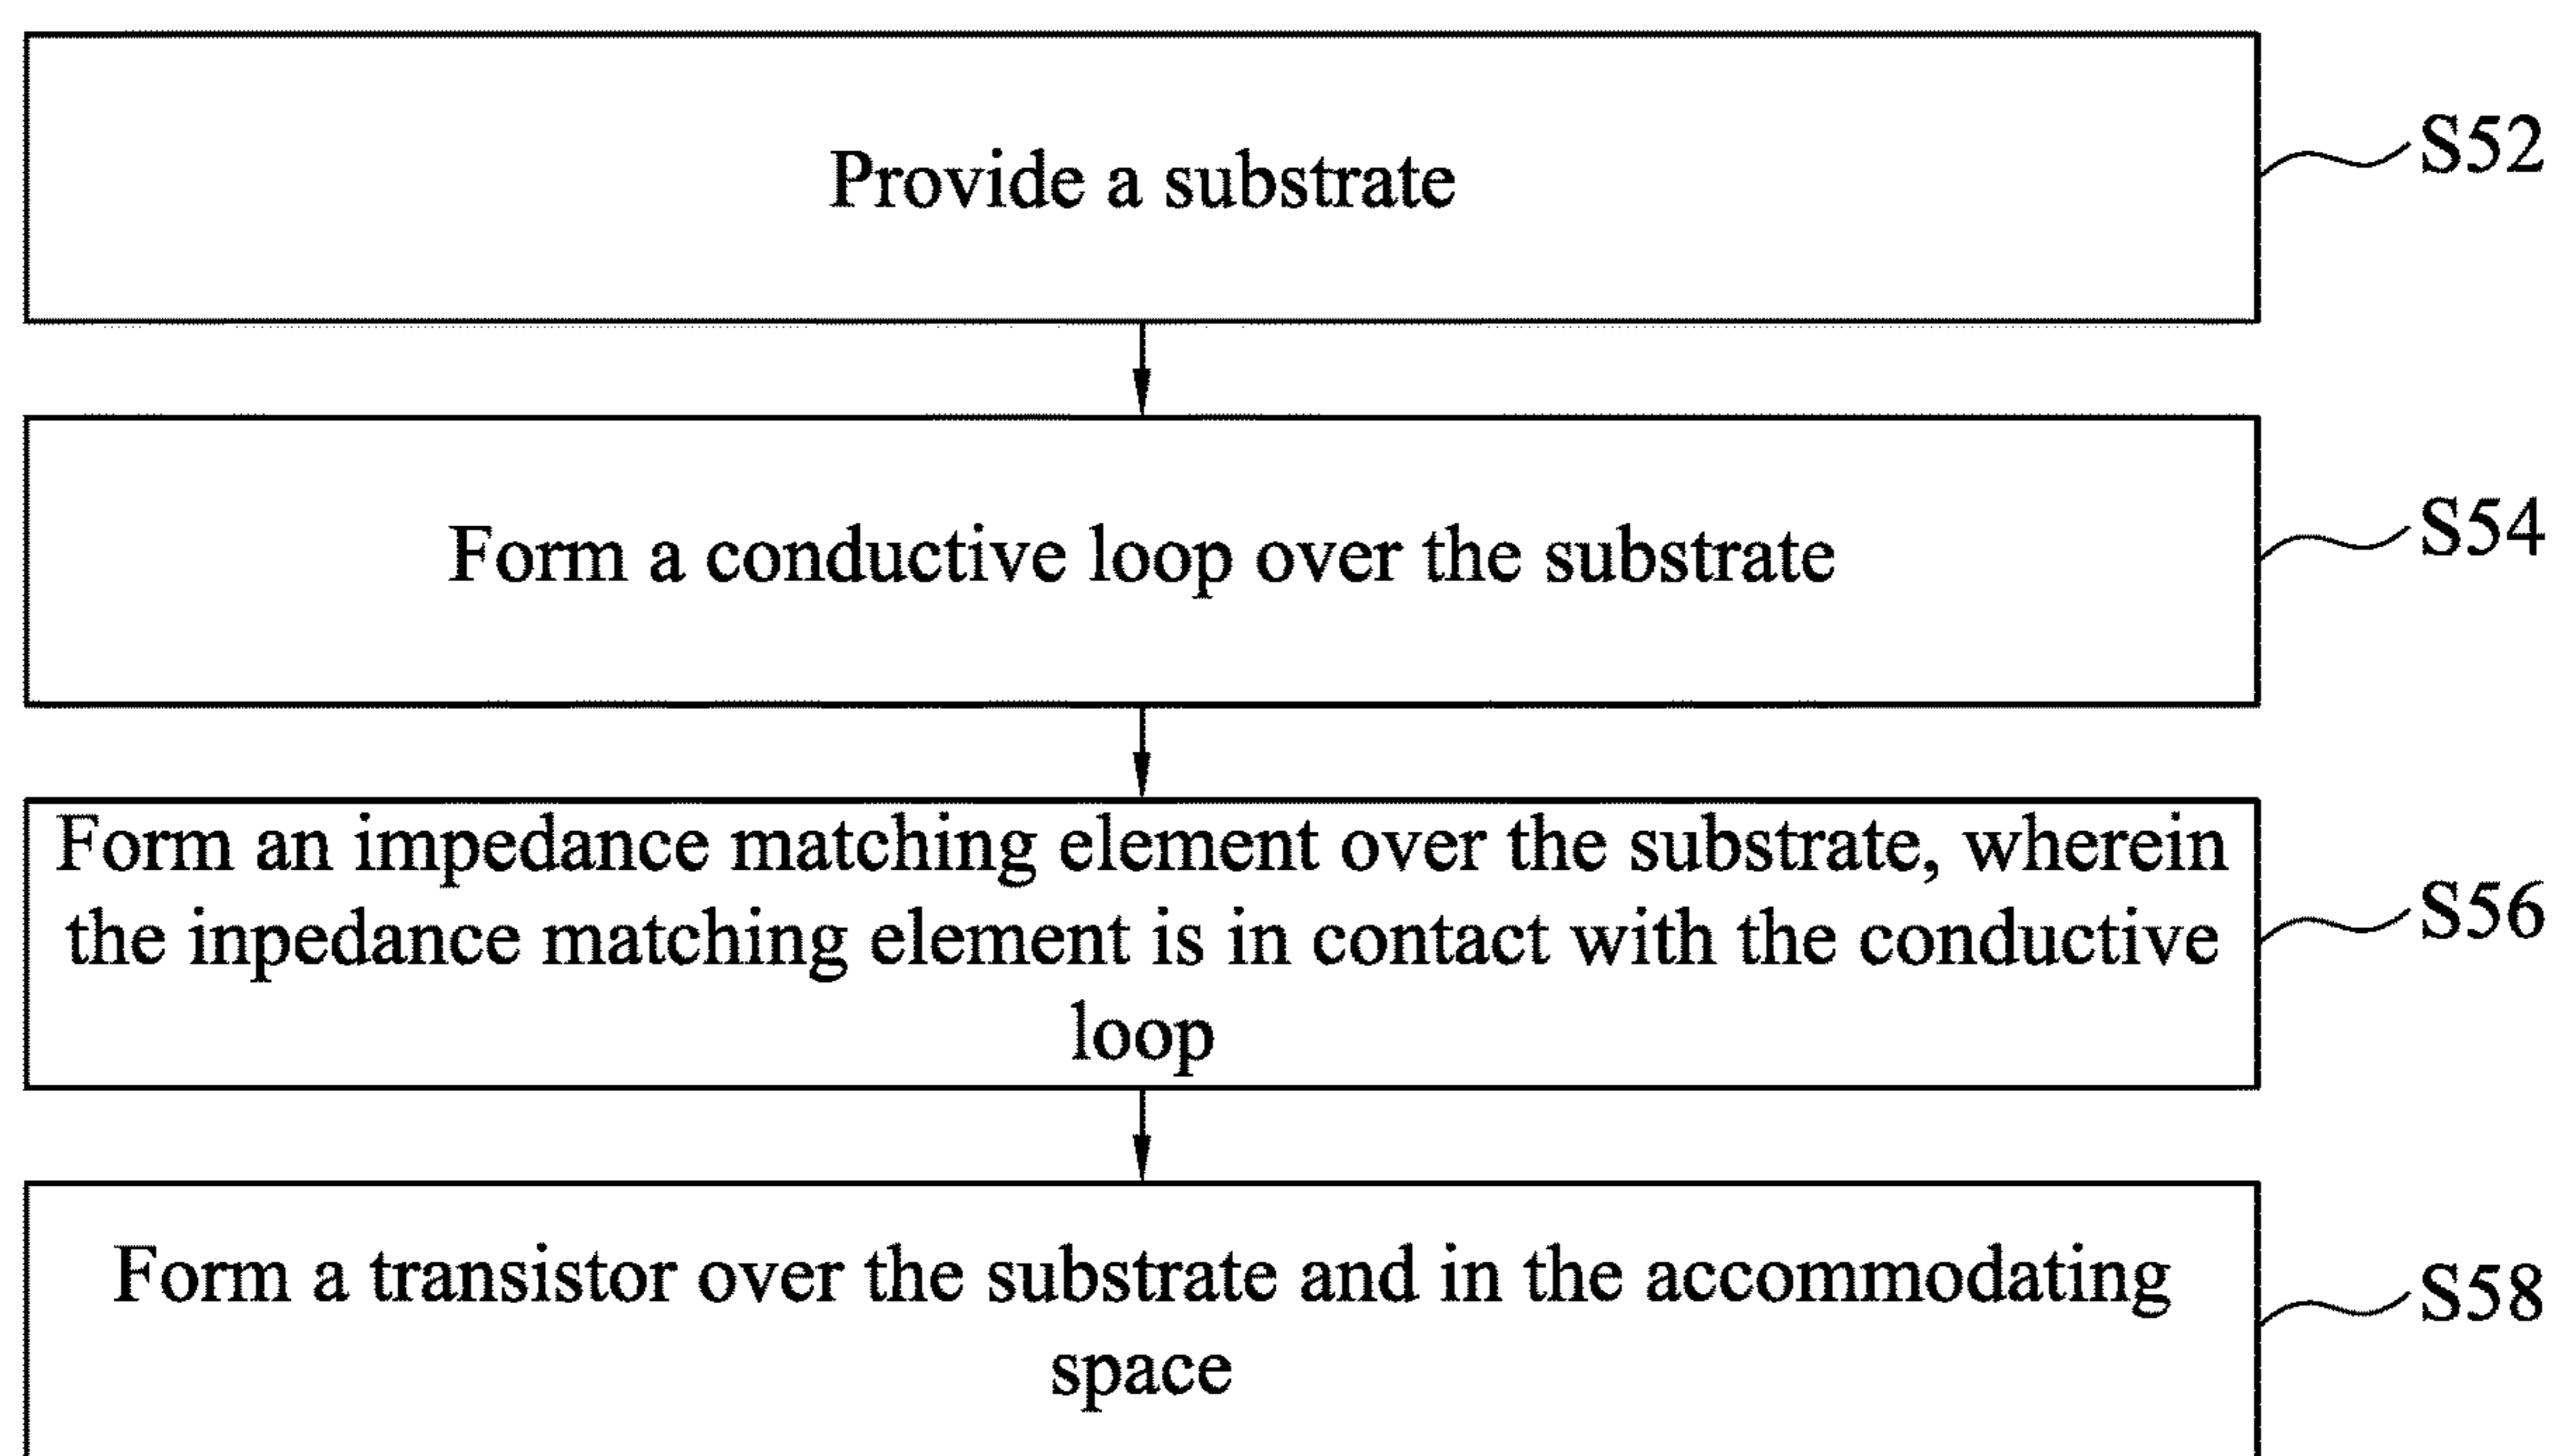 Provide a substrate
S52
Form a conductive loop over the substrate
S54
Form an impedance matching element over the substrate, wherein
the inpedance matching element is in contact with the conductive
loop
S56
Form a transistor over the substrate and in the accommodating
space
S58